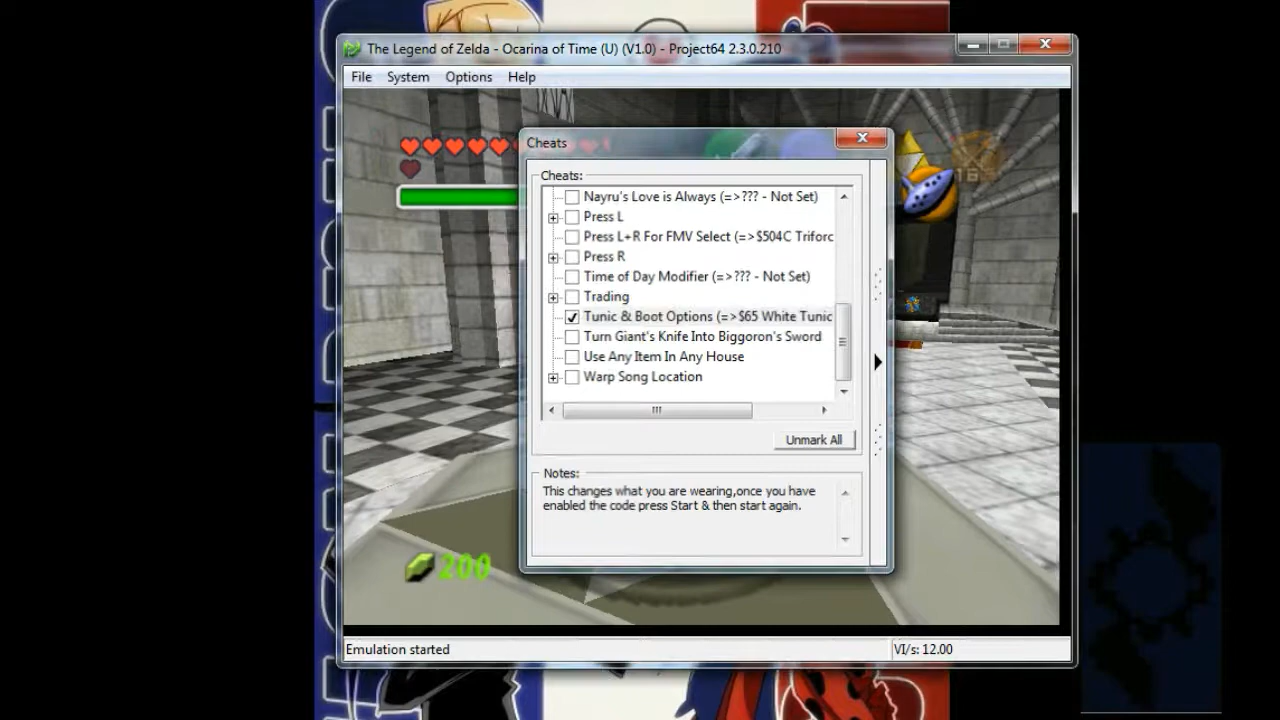 The Legend of Zelda - Ocarina of Time (U) (V1.0) - Project64 2.3.0.210
File System Options Help
Cheats
Cheats:
Nayru's Love is Always (=>??? - Not Set)
Press L
Press L+R For FMV Select (=>$504C Triforc
Press R
Time of Day Modifier (=>??? - Not Set)
Trading
Tunic & Boot Options (=>$65 White Tunic
Turn Giant's Knife Into Biggoron's Sword
Use Any Item In Any House
Warp Song Location
Unmark All
Notes:
This changes what you are wearing,once you have
enabled the code press Start & then start again.
200
Emulation started VI/s: 12.00